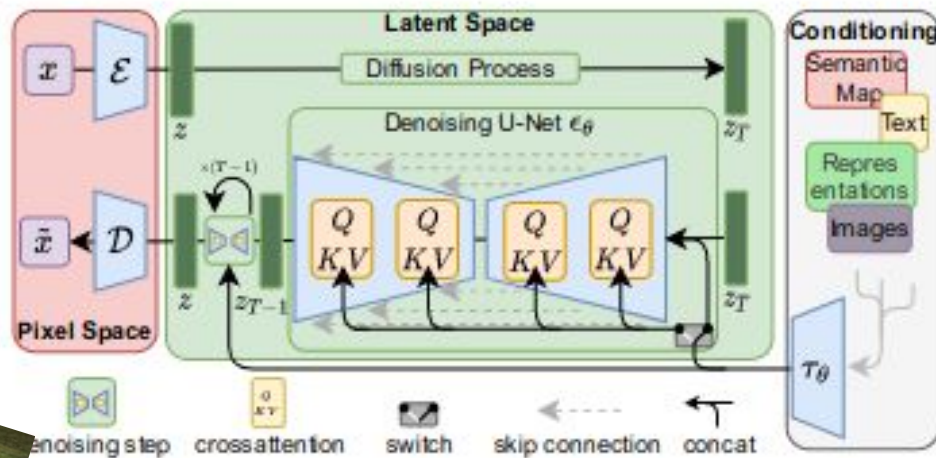 Latent Space
Conditioning
x
ℰ
z
Diffusion Process
z_T
Semantic
Map
Text
Repres
entations
Images
Denoising U-Net ϵ_θ
×(T−1)
x̃
𝒟
z
z_{T−1}
Q
KV
Q
KV
Q
KV
Q
KV
z_T
τ_θ
Pixel Space
Q
KV
denoising step
crossattention
switch
skip connection
concat